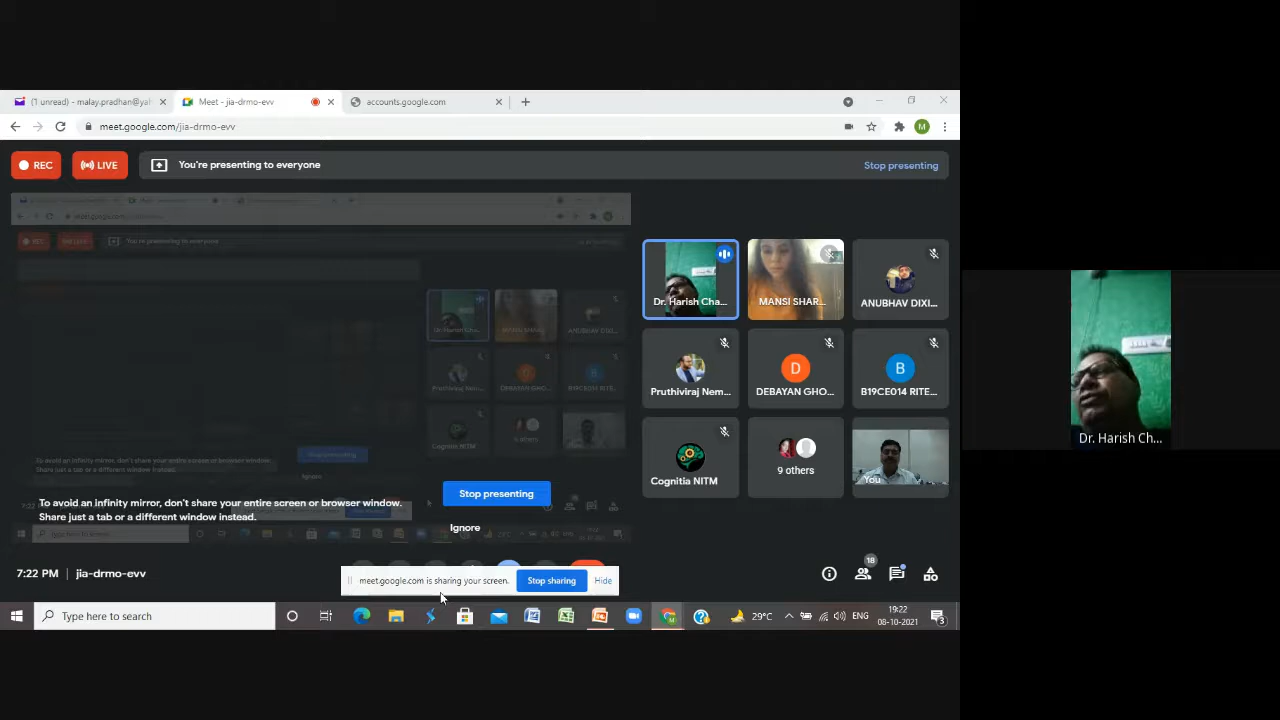 (1 unread) - malay.pradhan@yal
Meet - jia-drmo-evv
accounts.google.com
meet.google.com/jia-drmo-evv
M
REC
LIVE
You're presenting to everyone
Stop presenting
Dr. Harish Cha...
MANSI SHAR...
ANUBHAV DIXI...
Pruthiviraj Nem...
D
DEBAYAN GHO...
B
B19CE014 RITE...
Cognitia NITM
9 others
You
To avoid an infinity mirror, don't share your entire screen or browser window.
Share just a tab or a different window instead.
Stop presenting
Ignore
7:22 PM | jia-drmo-evv
meet.google.com is sharing your screen.
Stop sharing
Hide
18
Type here to search
29°C
ENG
19:22
08-10-2021
3
Dr. Harish Ch...